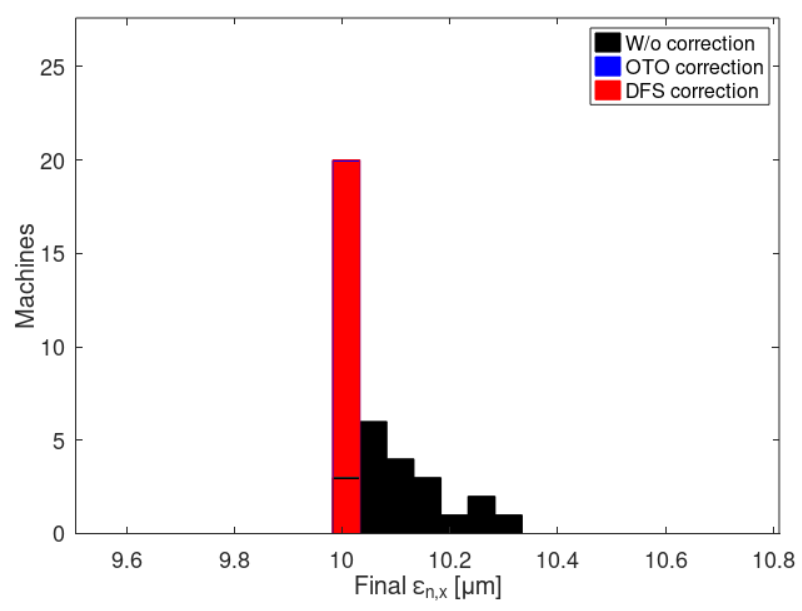 W/o correction
OTO correction
DFS correction
Machines
25
20
15
10
5
0
9.6 9.8 10 10.2 10.4 10.6 10.8
Final εn,x [μm]